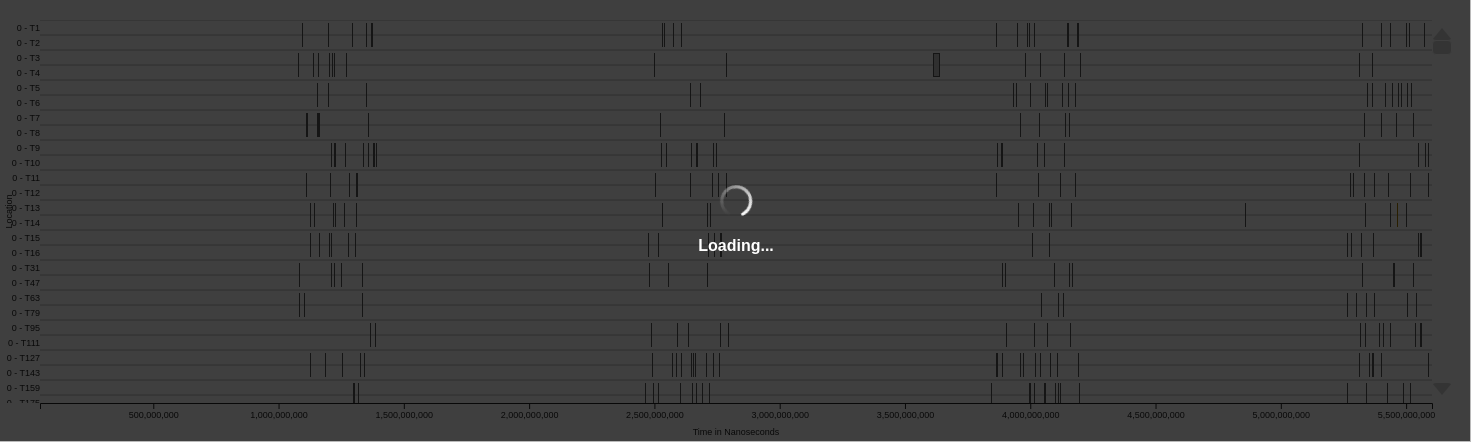 0 - T1
0 - T2
0 - T3
0 - T4
0 - T5
0 - T6
0 - T7
0 - T8
0 - T9
0 - T10
0 - T11
0 - T12
Location
0 - T13
0 - T14
0 - T15
0 - T16
Loading...
0 - T31
0 - T47
0 - T63
0 - T79
0 - T95
0 - T111
0 - T127
0 - T143
0 - T159
0 - T175
500,000,000 1,000,000,000 1,500,000,000 2,000,000,000 2,500,000,000 3,000,000,000 3,500,000,000 4,000,000,000 4,500,000,000 5,000,000,000 5,500,000,000
Time in Nanoseconds